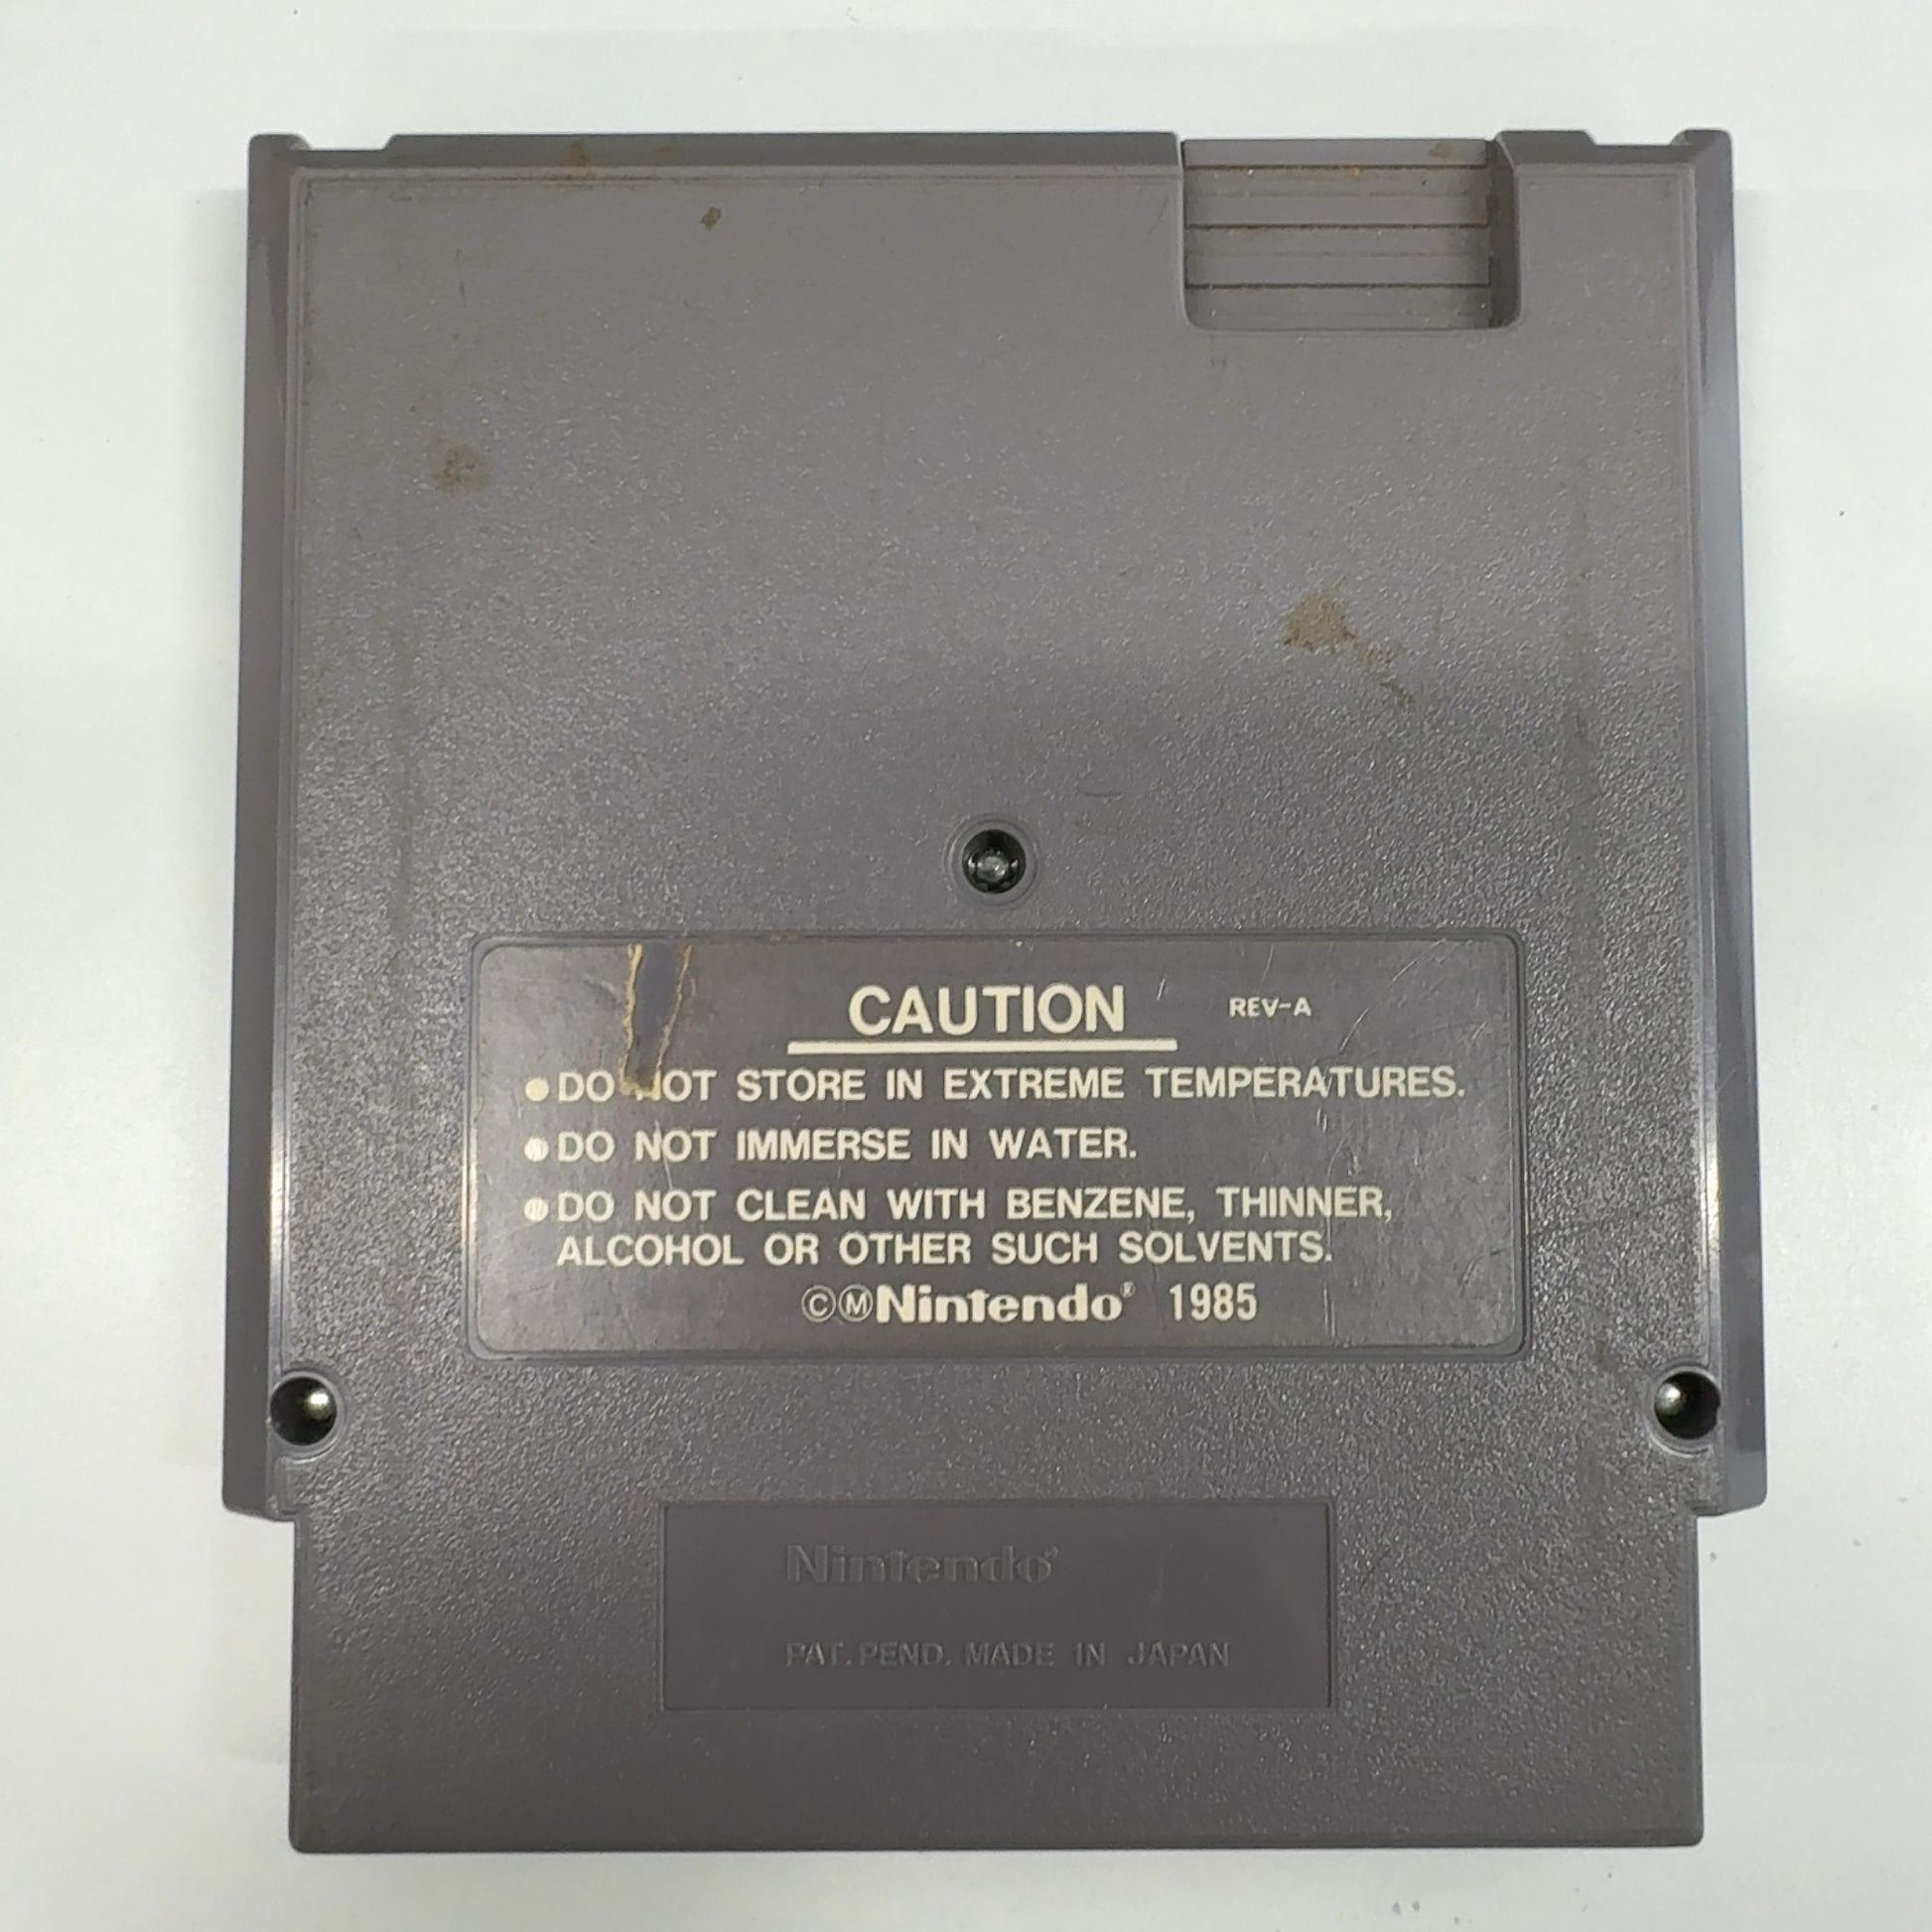 CAUTION REV-A
●DO NOT STORE IN EXTREME TEMPERATURES.
●DO NOT IMMERSE IN WATER.
●DO NOT CLEAN WITH BENZENE, THINNER,
ALCOHOL OR OTHER SUCH SOLVENTS.
©ⓂNintendo® 1985
Nintendo®
PAT. PEND. MADE IN JAPAN